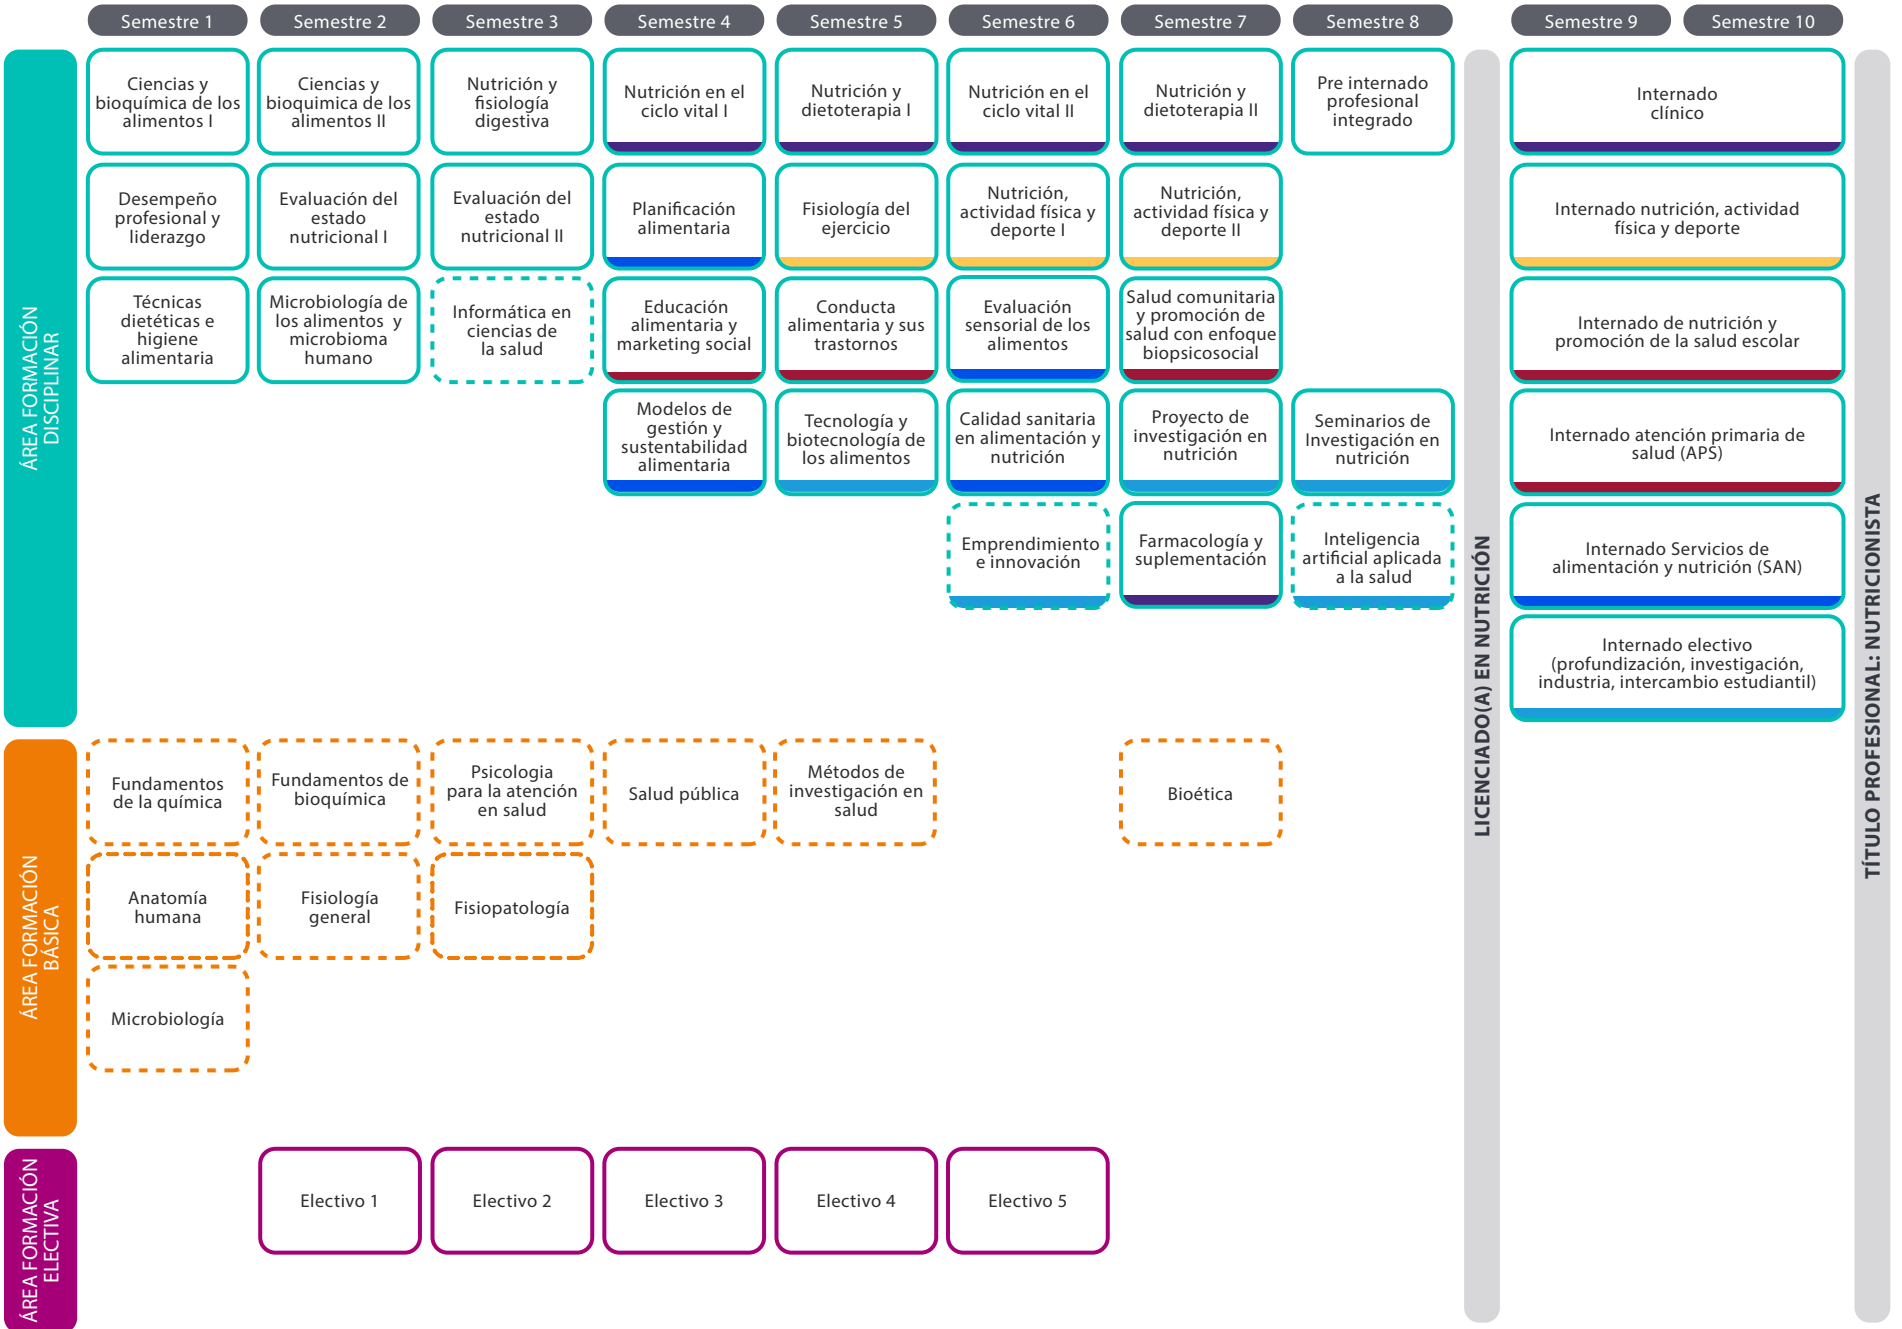 Semestre 1
Semestre 2
Semestre 3
Semestre 4
Semestre 5
Semestre 6
Semestre 7
Semestre 8
Semestre 9
Semestre 10
ÁREA FORMACIÓN
DISCIPLINAR
Ciencias y
bioquímica de los
alimentos I
Ciencias y
bioquimica de los
alimentos II
Nutrición y
fisiología
digestiva
Nutrición en el
ciclo vital I
Nutrición y
dietoterapia I
Nutrición en el
ciclo vital II
Nutrición y
dietoterapia II
Pre internado
profesional
integrado
Internado
clínico
Desempeño
profesional y
liderazgo
Evaluación del
estado
nutricional I
Evaluación del
estado
nutricional II
Planificación
alimentaria
Fisiología del
ejercicio
Nutrición,
actividad física y
deporte I
Nutrición,
actividad física y
deporte II
Internado nutrición, actividad
física y deporte
Técnicas
dietéticas e
higiene
alimentaria
Microbiología de
los alimentos y
microbioma
humano
Informática en
ciencias de
la salud
Educación
alimentaria y
marketing social
Conducta
alimentaria y sus
trastornos
Evaluación
sensorial de los
alimentos
Salud comunitaria
y promoción de
salud con enfoque
biopsicosocial
Internado de nutrición y
promoción de la salud escolar
Modelos de
gestión y
sustentabilidad
alimentaria
Tecnología y
biotecnología de
los alimentos
Calidad sanitaria
en alimentación y
nutrición
Proyecto de
investigación en
nutrición
Seminarios de
Investigación en
nutrición
Internado atención primaria de
salud (APS)
Emprendimiento
e innovación
Farmacología y
suplementación
Inteligencia
artificial aplicada
a la salud
Internado Servicios de
alimentación y nutrición (SAN)
Internado electivo
(profundización, investigación,
industria, intercambio estudiantil)
LICENCIADO(A) EN NUTRICIÓN
TÍTULO PROFESIONAL: NUTRICIONISTA
ÁREA FORMACIÓN
BÁSICA
Fundamentos
de la química
Fundamentos de
bioquímica
Psicologia
para la atención
en salud
Salud pública
Métodos de
investigación en
salud
Bioética
Anatomía
humana
Fisiología
general
Fisiopatología
Microbiología
ÁREA FORMACIÓN
ELECTIVA
Electivo 1
Electivo 2
Electivo 3
Electivo 4
Electivo 5